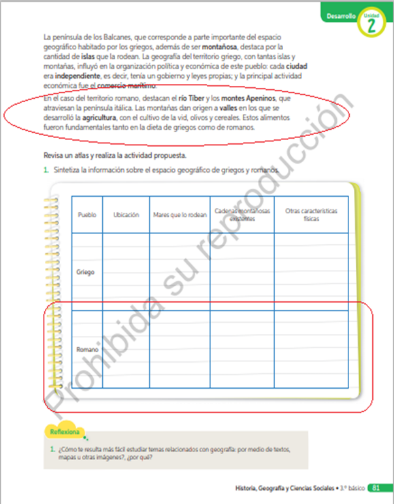 Desarrollo
Unidad
2
La península de los Balcanes, que corresponde a parte importante del espacio
geográfico habitado por los griegos, además de ser montañosa, destaca por la
cantidad de islas que la rodean. La geografía del territorio griego, con tantas islas y
montañas, influyó en la organización política y económica de este pueblo: cada ciudad
era independiente, es decir, tenía un gobierno y leyes propias; y la principal actividad
económica fue el comercio marítimo.
En el caso del territorio romano, destacan el río Tíber y los montes Apeninos, que
atraviesan la península itálica. Las montañas dan origen a valles en los que se
desarrolló la agricultura, con el cultivo de la vid, olivos y cereales. Estos alimentos
fueron fundamentales tanto en la dieta de griegos como de romanos.
Revisa un atlas y realiza la actividad propuesta.
1. Sintetiza la información sobre el espacio geográfico de griegos y romanos.
Pueblo Ubicación Mares que lo rodean Cadenas montañosas existentes Otras características físicas
Griego
Romano
Prohibida su reproducción
Reflexiona
1. ¿Cómo te resulta más fácil estudiar temas relacionados con geografía: por medio de textos,
mapas u otras imágenes?, ¿por qué?
Historia, Geografía y Ciencias Sociales • 3.° básico 81